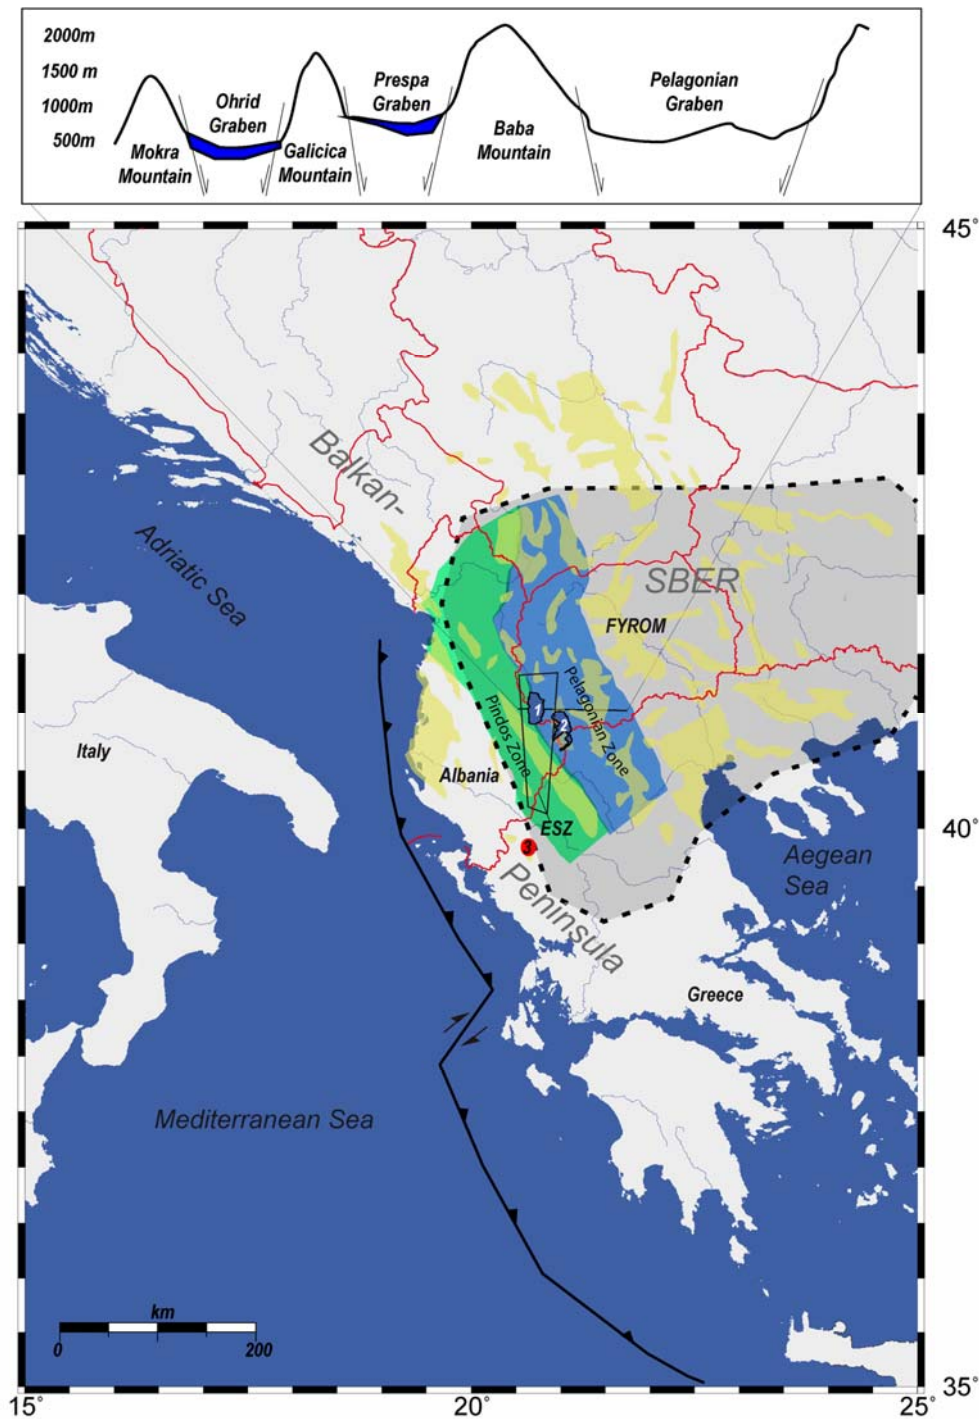 2000m
1500 m
1000m
500m
Mokra
Mountain
Ohrid
Graben
Galicica
Mountain
Prespa
Graben
Baba
Mountain
Pelagonian
Graben
45°
Balkan-
Adriatic Sea
SBER
FYROM
Pindos Zone
Pelagonian Zone
1
2
Italy
Albania
ESZ
3
40°
Aegean
Sea
Peninsula
Greece
Mediterranean Sea
km
0
200
35°
15°
20°
25°